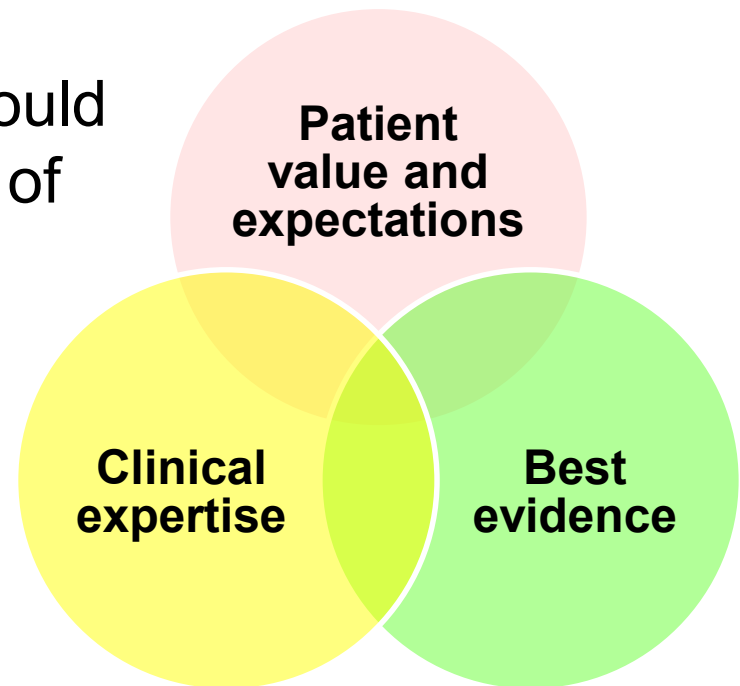 ould
of
Patient
value and
expectations
Clinical
expertise
Best
evidence